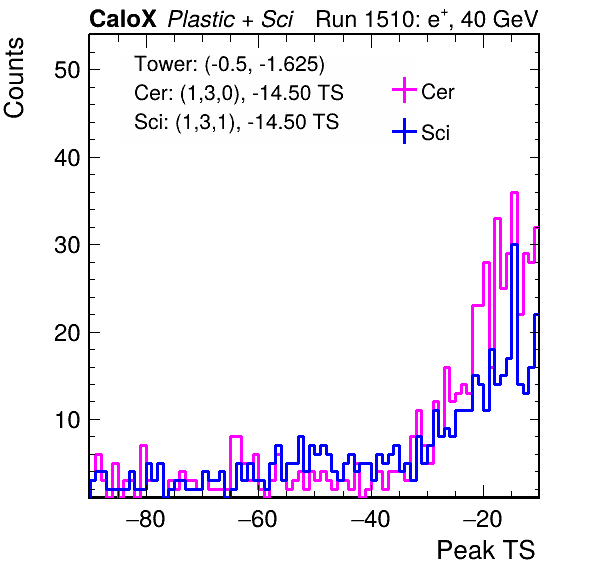 CaloX Plastic + Sci Run 1510: e+, 40 GeV
Counts
Tower: (-0.5, -1.625)
Cer: (1,3,0), -14.50 TS
Sci: (1,3,1), -14.50 TS
Cer
Sci
50
40
30
20
10
−80 −60 −40 −20
Peak TS